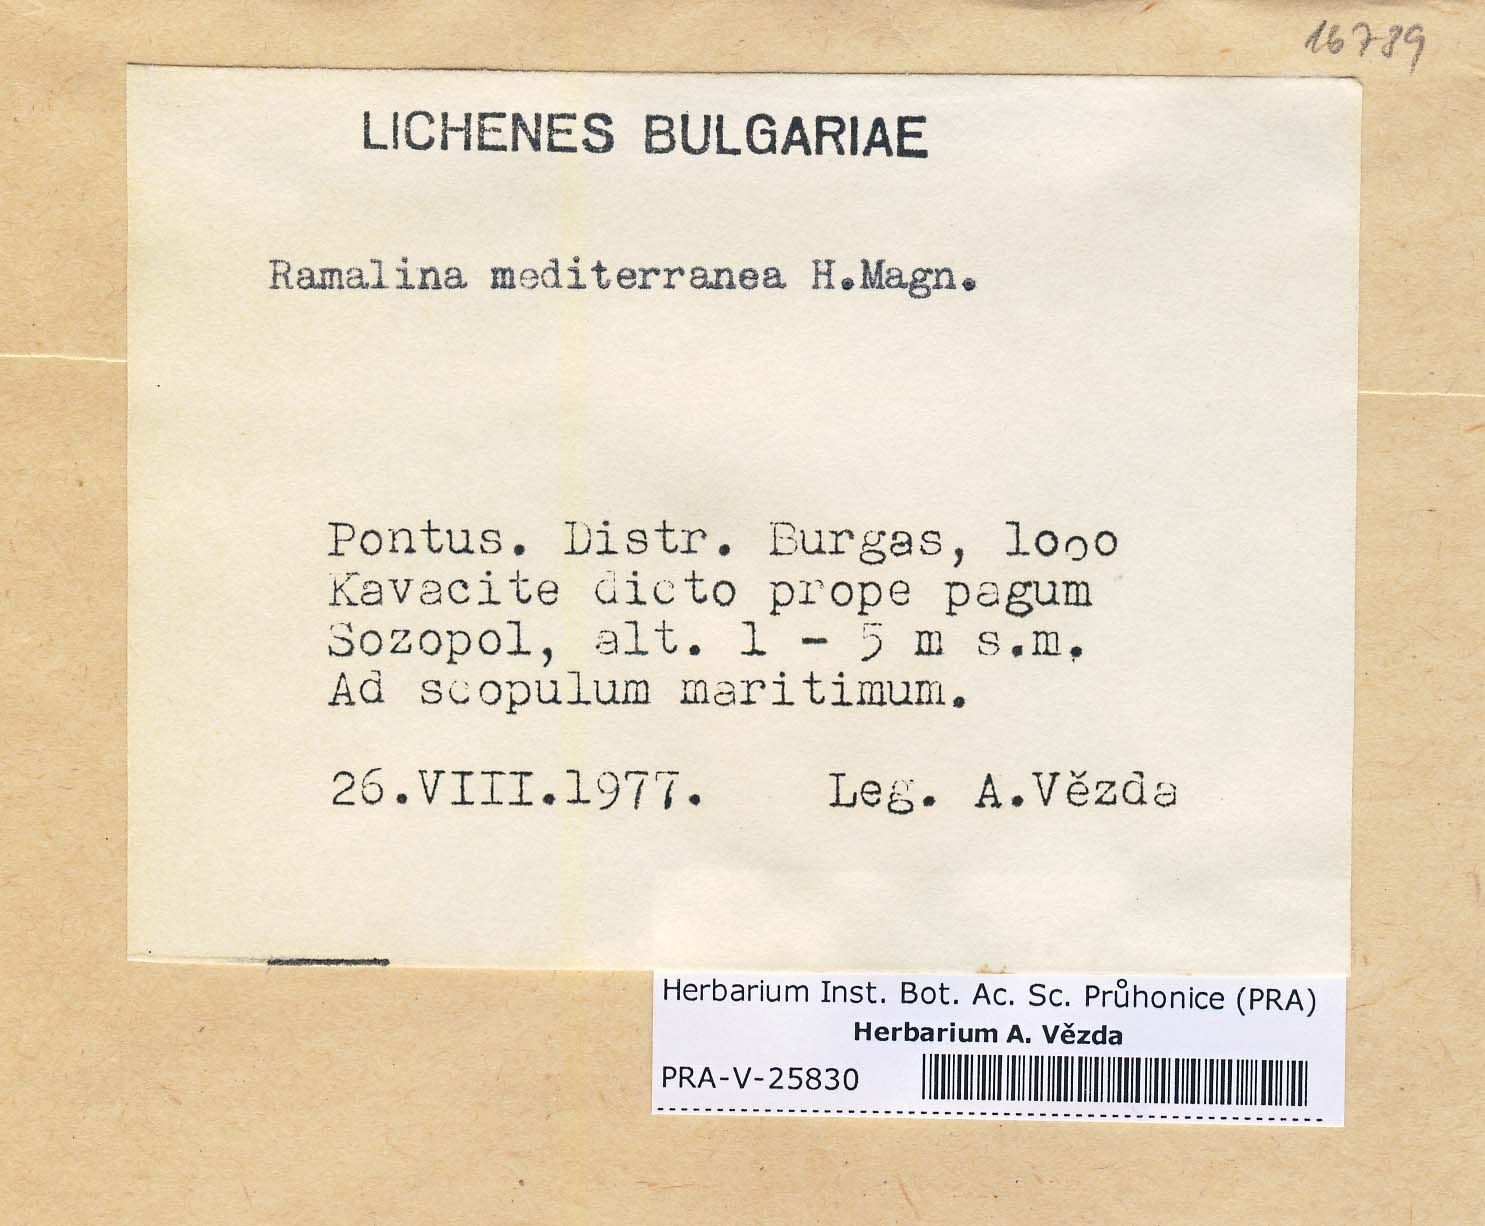 16789
LICHENES BULGARIAE
Ramalina mediterranea H.Magn.
Pontus. Distr. Burgas, loco
Kavacite dicto prope pagum
Sozopol, alt. 1 - 5 m s.m.
Ad scopulum maritimum.
26.VIII.1977. Leg. A.Vězda
Herbarium Inst. Bot. Ac. Sc. Průhonice (PRA)
Herbarium A. Vězda
PRA-V-25830